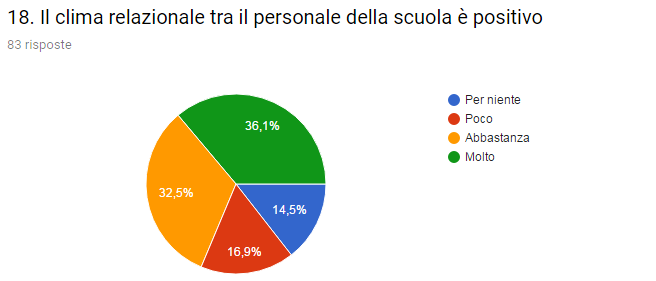 18. Il clima relazionale tra il personale della scuola è positivo
83 risposte
Per niente
Poco
Abbastanza
Molto
36,1%
32,5%
14,5%
16,9%